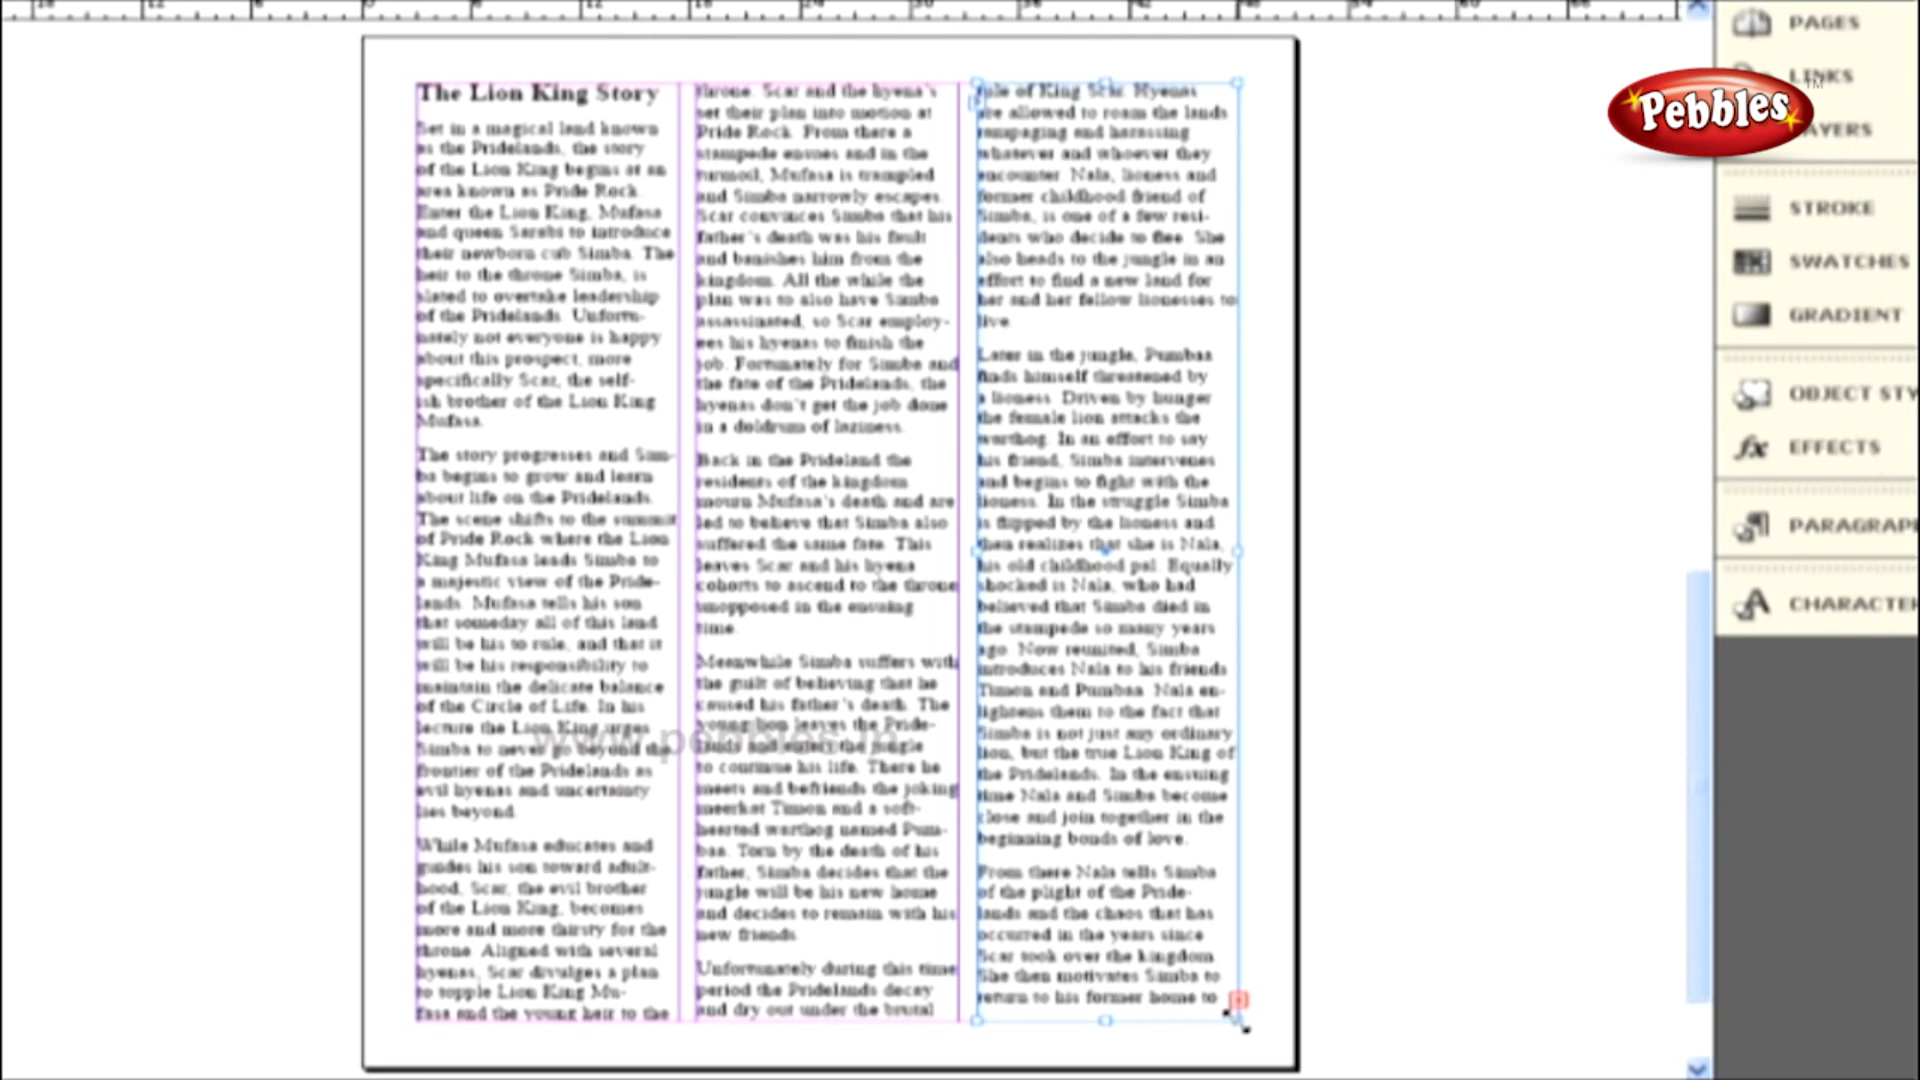 The Lion King Story
Set in a magical land known
as the Pridelands, the story
of the Lion King begins at an
area known as Pride Rock.
Enter the Lion King, Mufasa
and queen Sarabi to introduce
their newborn cub Simba. The
heir to the throne Simba, is
slated to overtake leadership
of the Pridelands. Unfortu-
nately not everyone is happy
about this prospect, more
specifically Scar, the self-
ish brother of the Lion King
Mufasa.
The story progresses and Sim-
ba begins to grow and learn
about life on the Pridelands.
The scene shifts to the summit
of Pride Rock where the Lion
King Mufasa leads Simba to
a majestic view of the Pride-
lands. Mufasa tells his son
that someday all of this land
will be his to rule, and that it
will be his responsibility to
maintain the delicate balance
of the Circle of Life. In his
lecture the Lion King urges
Simba to never go beyond the
frontier of the Pridelands as
evil hyenas and uncertainty
lies beyond.
While Mufasa educates and
guides his son toward adult-
hood, Scar, the evil brother
of the Lion King, becomes
more and more thirsty for the
throne. Aligned with several
hyenas, Scar divulges a plan
to topple Lion King Mu-
fasa and the young heir to the
throne. Scar and the hyena's
set their plan into motion at
Pride Rock. From there a
stampede ensues and in the
turmoil, Mufasa is trampled
and Simba narrowly escapes.
Scar convinces Simba that his
father's death was his fault
and banishes him from the
kingdom. All the while the
plan was to also have Simba
assassinated, so Scar employ-
ees his hyenas to finish the
job. Fortunately for Simba and
the fate of the Pridelands, the
hyenas don't get the job done
in a doldrum of laziness.
Back in the Prideland the
residents of the kingdom
mourn Mufasa's death and are
led to believe that Simba also
suffered the same fate. This
leaves Scar and his hyena
cohorts to ascend to the throne
unopposed in the ensuing
time.
Meanwhile Simba suffers with
the guilt of believing that he
caused his father's death. The
young lion leaves the Pride-
lands and enters the jungle
to continue his life. There he
meets and befriends the joking
meerkat Timon and a soft-
hearted warthog named Pum-
baa. Torn by the death of his
father, Simba decides that the
jungle will be his new home
and decides to remain with his
new friends.
Unfortunately during this time
period the Pridelands decay
and dry out under the brutal
rule of King Scar. Hyenas
are allowed to roam the lands
rampaging and harassing
whatever and whoever they
encounter. Nala, lioness and
former childhood friend of
Simba, is one of a few resi-
dents who decide to flee. She
also heads to the jungle in an
effort to find a new land for
her and her fellow lionesses to
live.
Later in the jungle, Pumbaa
finds himself threatened by
a lioness. Driven by hunger
the female lion attacks the
warthog. In an effort to say
his friend, Simba intervenes
and begins to fight with the
lioness. In the struggle Simba
is flipped by the lioness and
then realizes that she is Nala,
his old childhood pal. Equally
shocked is Nala, who had
believed that Simba died in
the stampede so many years
ago. Now reunited, Simba
introduces Nala to his friends
Timon and Pumbaa. Nala en-
lightens them to the fact that
Simba is not just any ordinary
lion, but the true Lion King of
the Pridelands. In the ensuing
time Nala and Simba become
close and join together in the
beginning bonds of love.
From there Nala tells Simba
of the plight of the Pride-
lands and the chaos that has
occurred in the years since
Scar took over the kingdom.
She then motivates Simba to
return to his former home to
www.pebbles.in
PAGES
LINKS
Pebbles™
AYERS
STROKE
SWATCHES
GRADIENT
OBJECT STY
fx EFFECTS
PARAGRAPH
CHARACTER